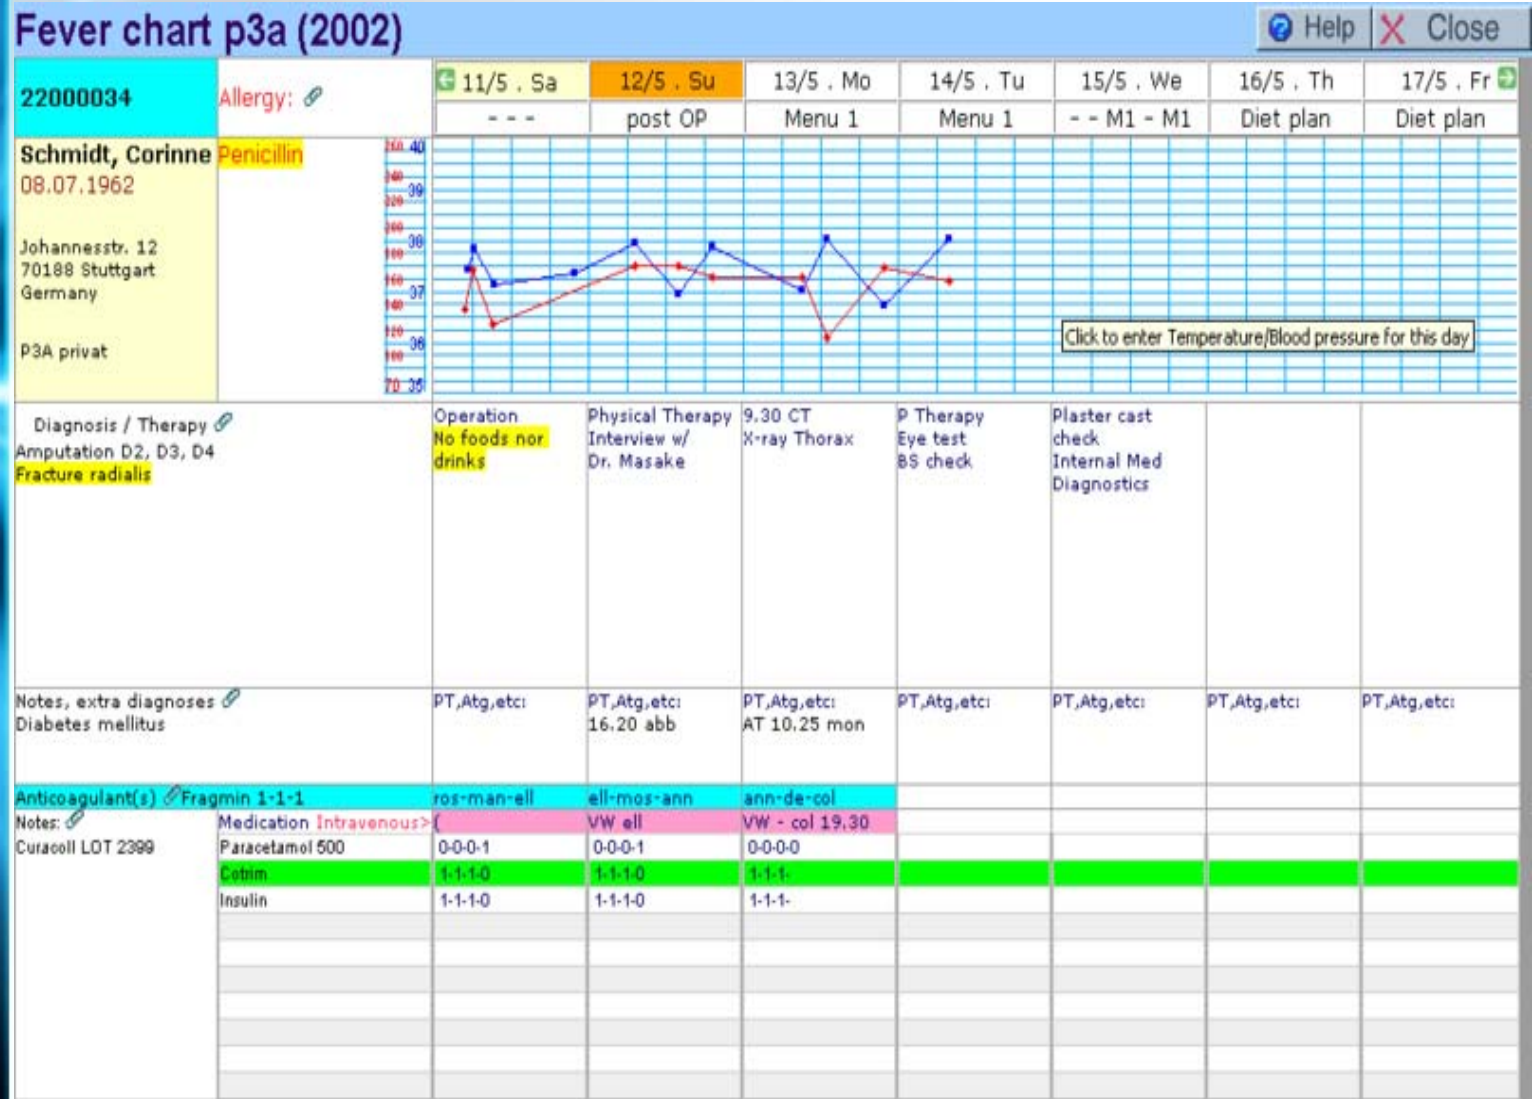 Fever chart p3a (2002)
Help
Close
22000034
Allergy:
11/5 . Sa
12/5 . Su
13/5 . Mo
14/5 . Tu
15/5 . We
16/5 . Th
17/5 . Fr
- - -
post OP
Menu 1
Menu 1
- - M1 - M1
Diet plan
Diet plan
Schmidt, Corinne
08.07.1962
Johannesstr. 12
70188 Stuttgart
Germany
P3A privat
Penicillin
260 40
240
39
220
200
38
180
160
37
140
120
36
100
70 35
Click to enter Temperature/Blood pressure for this day
Diagnosis / Therapy
Amputation D2, D3, D4
Fracture radialis
Operation
No foods nor
drinks
Physical Therapy
Interview w/
Dr. Masake
9.30 CT
X-ray Thorax
P Therapy
Eye test
BS check
Plaster cast
check
Internal Med
Diagnostics
Notes, extra diagnoses
Diabetes mellitus
PT,Atg,etc:
PT,Atg,etc:
16.20 abb
PT,Atg,etc:
AT 10.25 mon
PT,Atg,etc:
PT,Atg,etc:
PT,Atg,etc:
PT,Atg,etc:
Anticoagulant(s) Fragmin 1-1-1
ros-man-ell
ell-mos-ann
ann-de-col
Notes:
Medication Intravenous>
(
VW ell
VW - col 19.30
Curacoll LOT 2399
Paracetamol 500
0-0-0-1
0-0-0-1
0-0-0-0
Cotrim
1-1-1-0
1-1-1-0
1-1-1-
Insulin
1-1-1-0
1-1-1-0
1-1-1-